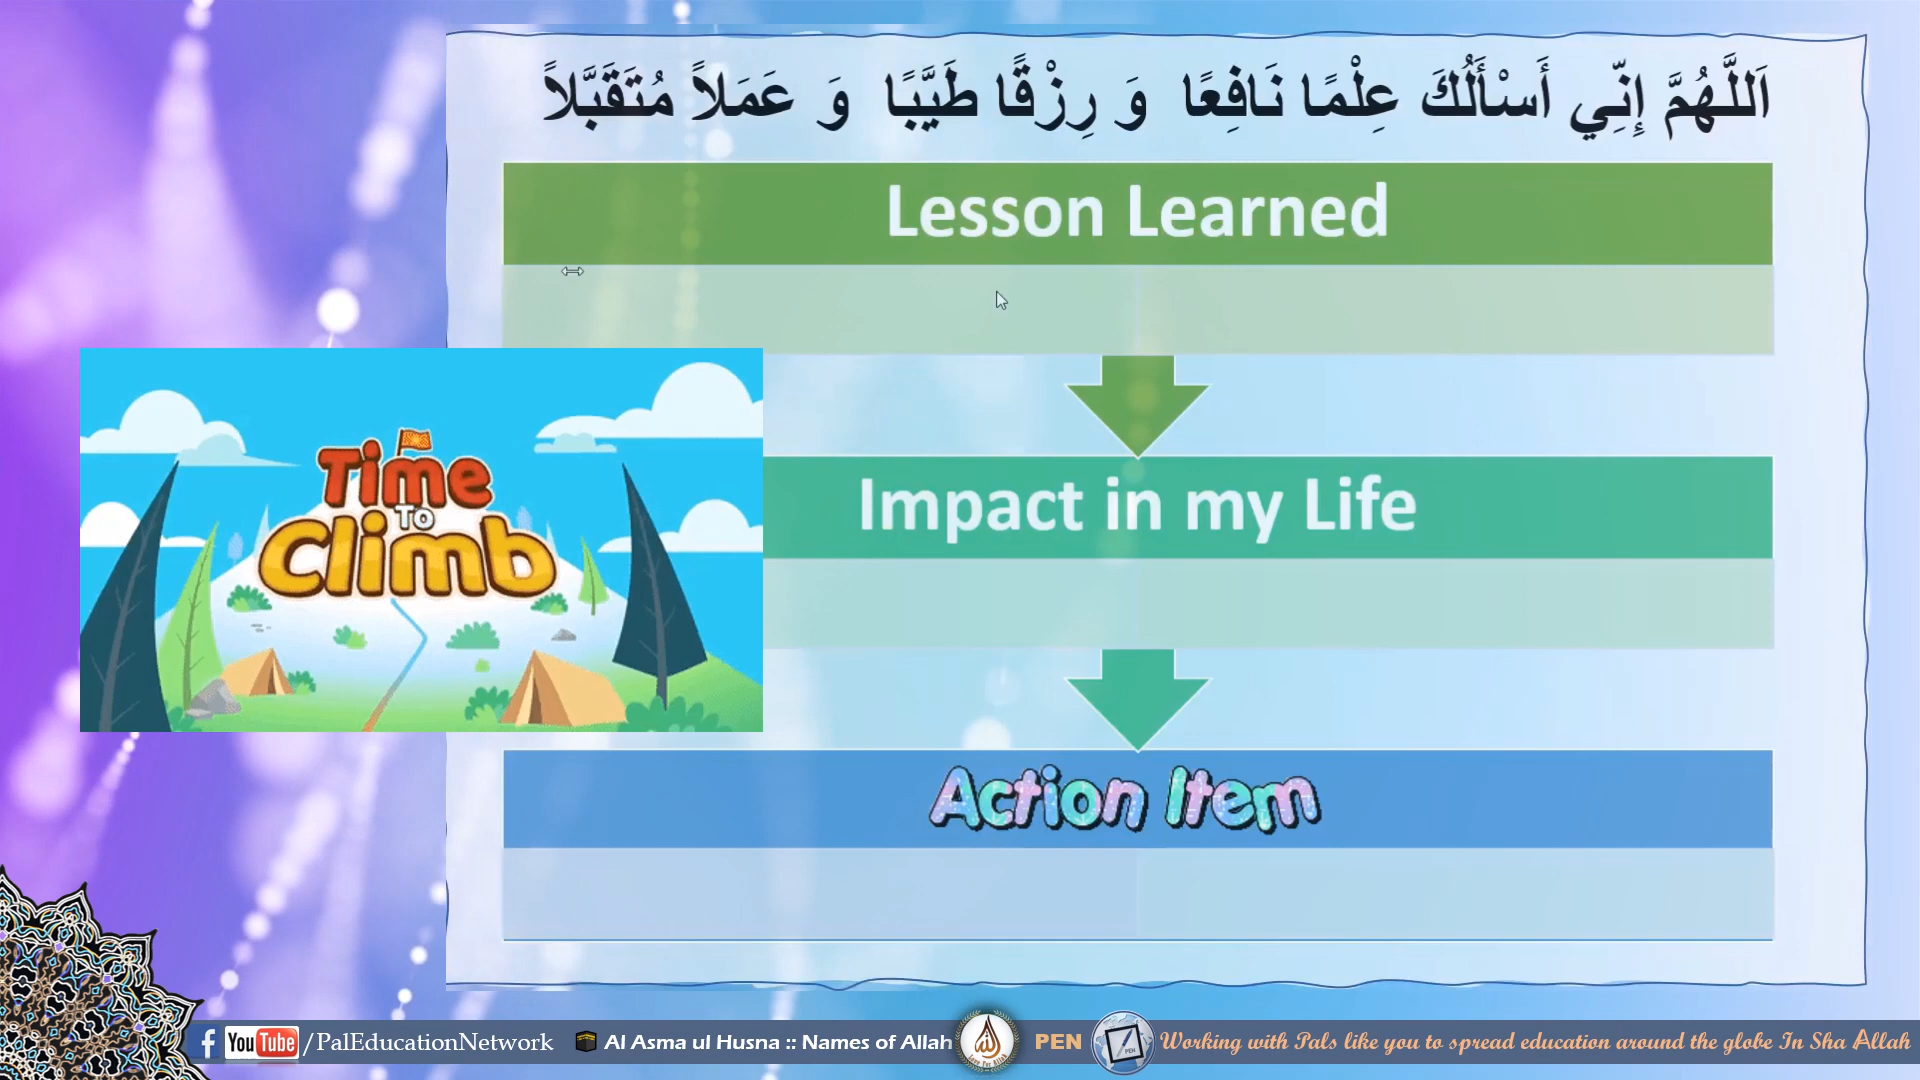 اَللَّهُمَّ إِنِّي أَسْأَلُكَ عِلْمًا نَافِعًا وَ رِزْقًا طَيَّبًا وَ عَمَلاً مُتَقَبَّلاً
Lesson Learned
Time
TO
Climb
Impact in my Life
Action Item
f You Tube /PalEducationNetwork Al Asma ul Husna :: Names of Allah PEN Working with Pals like you to spread education around the globe In Sha Allah